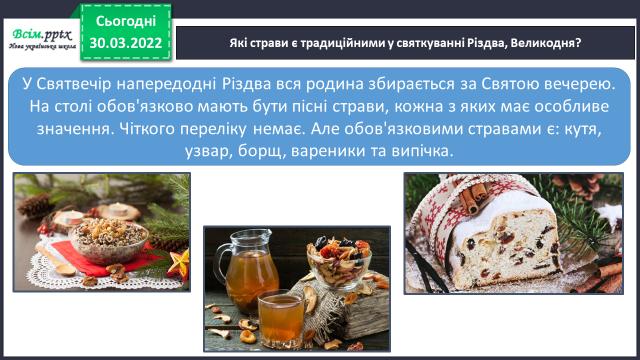 Всім.pptx
Нова українська школа
Сьогодні
30.03.2022
Які страви є традиційними у святкуванні Різдва, Великодня?
У Святвечір напередодні Різдва вся родина збирається за Святою вечерею.
На столі обов'язково мають бути пісні страви, кожна з яких має особливе
значення. Чіткого переліку немає. Але обов'язковими стравами є: кутя,
узвар, борщ, вареники та випічка.